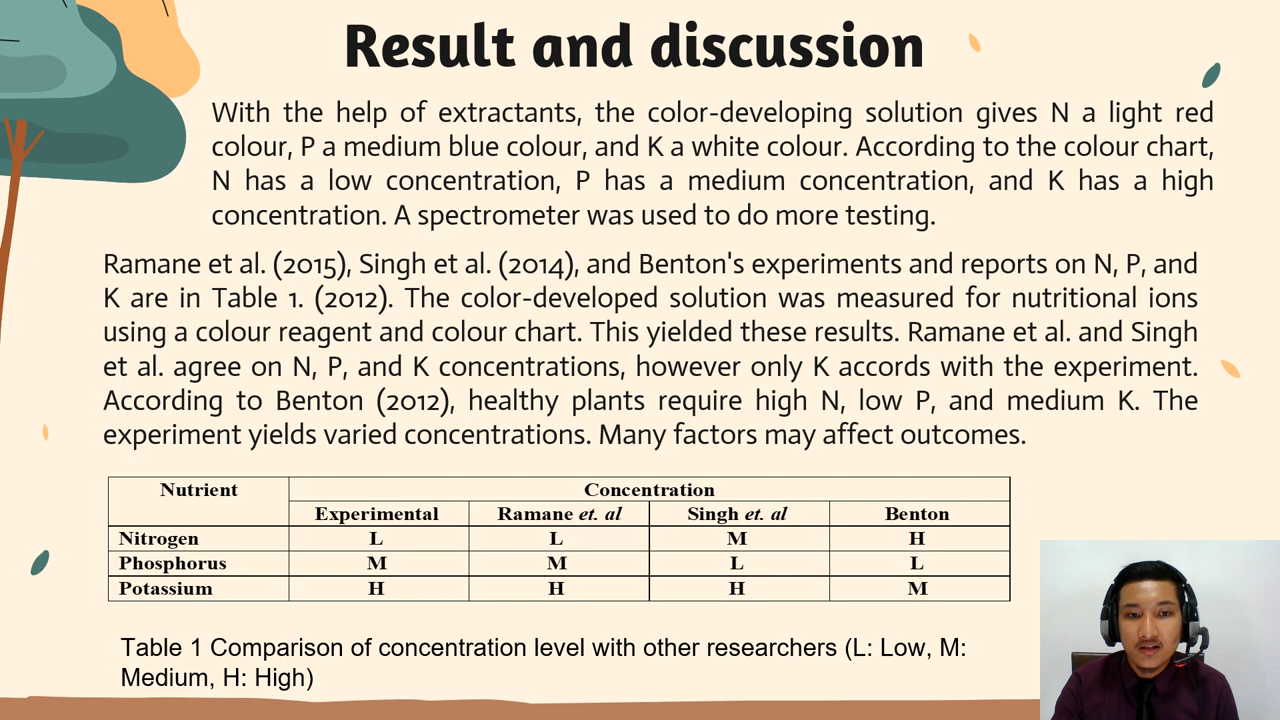 Result and discussion
With the help of extractants, the color-developing solution gives N a light red
colour, P a medium blue colour, and K a white colour. According to the colour chart,
N has a low concentration, P has a medium concentration, and K has a high
concentration. A spectrometer was used to do more testing.
Ramane et al. (2015), Singh et al. (2014), and Benton's experiments and reports on N, P, and
K are in Table 1. (2012). The color-developed solution was measured for nutritional ions
using a colour reagent and colour chart. This yielded these results. Ramane et al. and Singh
et al. agree on N, P, and K concentrations, however only K accords with the experiment.
According to Benton (2012), healthy plants require high N, low P, and medium K. The
experiment yields varied concentrations. Many factors may affect outcomes.
Nutrient Concentration
Experimental Ramane et. al Singh et. al Benton
Nitrogen L L M H
Phosphorus M M L L
Potassium H H H M
Table 1 Comparison of concentration level with other researchers (L: Low, M:
Medium, H: High)